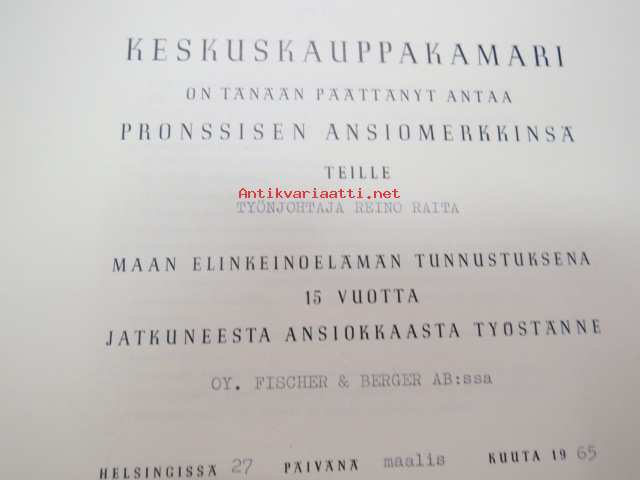 KESKUSKAUPPAKAMARI
ON TÄNÄÄN PÄÄTTÄNYT ANTAA
PRONSSISEN ANSIOMERKKINSÄ
TEILLE
Antikvariaatti.net
TYÖNJOHTAJA REINO RAITA
MAAN ELINKEINOELÄMÄN TUNNUSTUKSENA
15 VUOTTA
JATKUNEESTA ANSIOKKAASTA TYÖSTÄNNE
OY. FISCHER & BERGER AB:ssa
HELSINGISSÄ 27 PÄIVÄNÄ maalis KUUTA 19 65